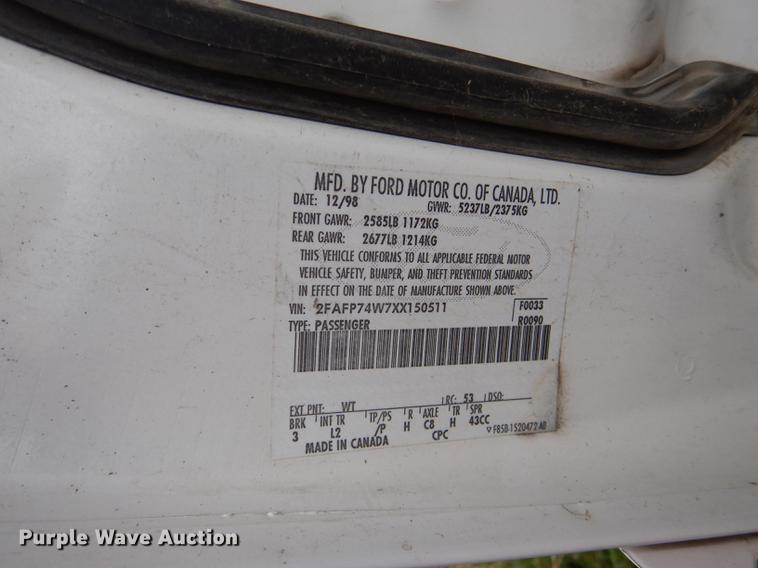 MFD. BY FORD MOTOR CO. OF CANADA, LTD.
DATE: 12/98 GVWR: 5237LB/2375KG
FRONT GAWR: 2585LB 1172KG
REAR GAWR: 2677LB 1214KG
THIS VEHICLE CONFORMS TO ALL APPLICABLE FEDERAL MOTOR
VEHICLE SAFETY, BUMPER, AND THEFT PREVENTION STANDARDS
IN EFFECT ON THE DATE OF MANUFACTURE SHOWN ABOVE.
VIN: 2FAFP74W7XX150511 F0033
TYPE: PASSENGER R0090
EXT PNT: WT RC: 53 DSO:
BRK INT TR TP/PS R AXLE TR SPR
3 L2 /P H C8 H 43CC
MADE IN CANADA CPC F85B-1520472-AB
Purple Wave Auction